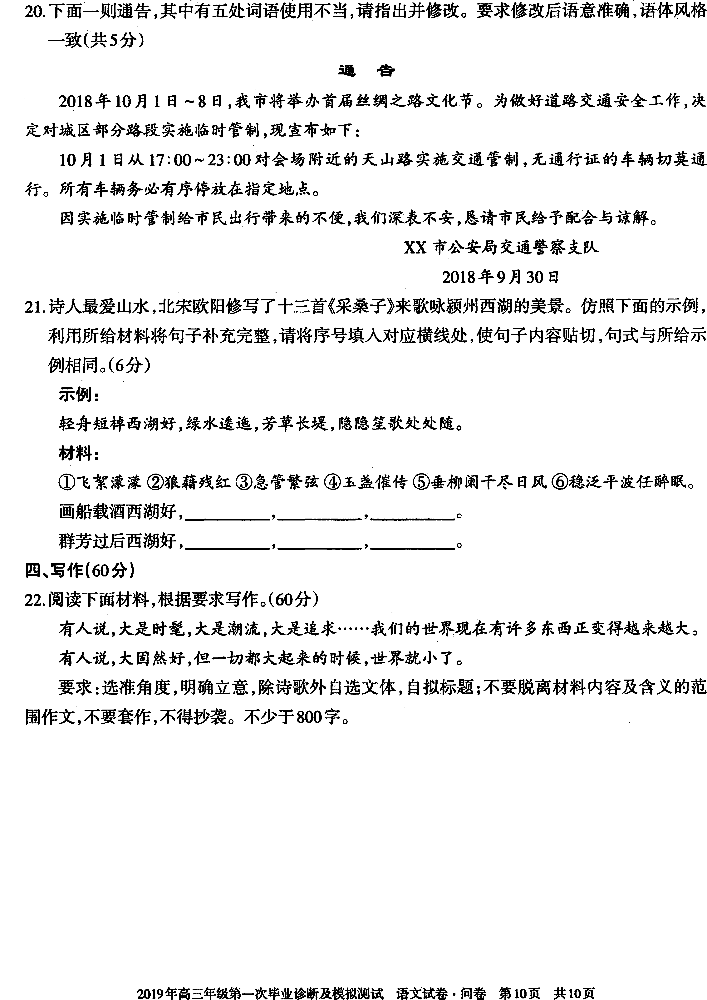 20.下面一则通告,其中有五处词语使用不当,请指出并修改。要求修改后语意准确,语体风格
一致(共5分)
通 告
2018年10月1日~8日,我市将举办首届丝绸之路文化节。为做好道路交通安全工作,决
定对城区部分路段实施临时管制,现宣布如下:
10月1日从17:00~23:00对会场附近的天山路实施交通管制,无通行证的车辆切莫通
行。所有车辆务必有序停放在指定地点。
因实施临时管制给市民出行带来的不便,我们深表不安,恳请市民给予配合与谅解。
XX 市公安局交通警察支队
2018年9月30日
21.诗人最爱山水,北宋欧阳修写了十三首《采桑子》来歌咏颍州西湖的美景。仿照下面的示例,
利用所给材料将句子补充完整,请将序号填入对应横线处,使句子内容贴切,句式与所给示
例相同。(6分)
示例:
轻舟短棹西湖好,绿水逶迤,芳草长堤,隐隐笙歌处处随。
材料:
①飞絮濛濛 ②狼藉残红 ③急管繁弦 ④玉盏催传 ⑤垂柳阑干尽日风 ⑥稳泛平波任醉眠。
画船载酒西湖好,__________,__________,__________。
群芳过后西湖好,__________,__________,__________。
四、写作(60分)
22.阅读下面材料,根据要求写作。(60分)
有人说,大是时髦,大是潮流,大是追求……我们的世界现在有许多东西正变得越来越大。
有人说,大固然好,但一切都大起来的时候,世界就小了。
要求:选准角度,明确立意,除诗歌外自选文体,自拟标题;不要脱离材料内容及含义的范
围作文,不要套作,不得抄袭。不少于800字。
2019年高三年级第一次毕业诊断及模拟测试 语文试卷·问卷 第10页 共10页